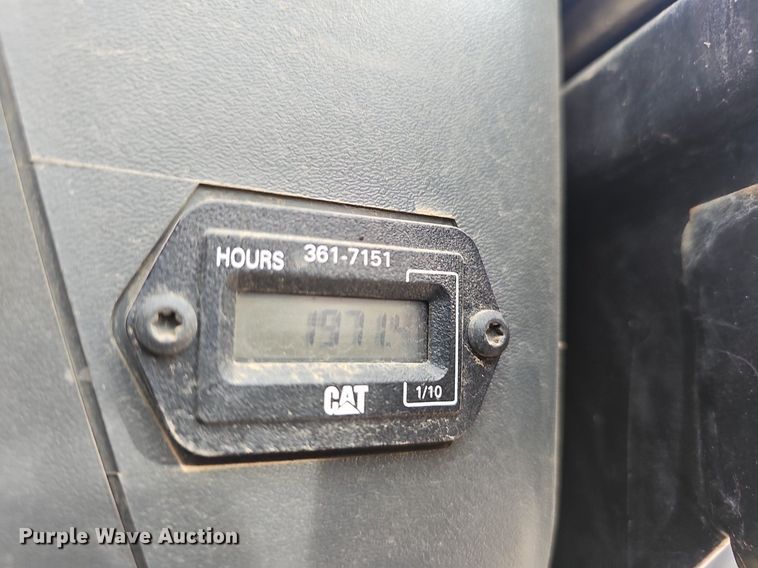 HOURS 361-7151
1971.4
CAT 1/10
Purple Wave Auction